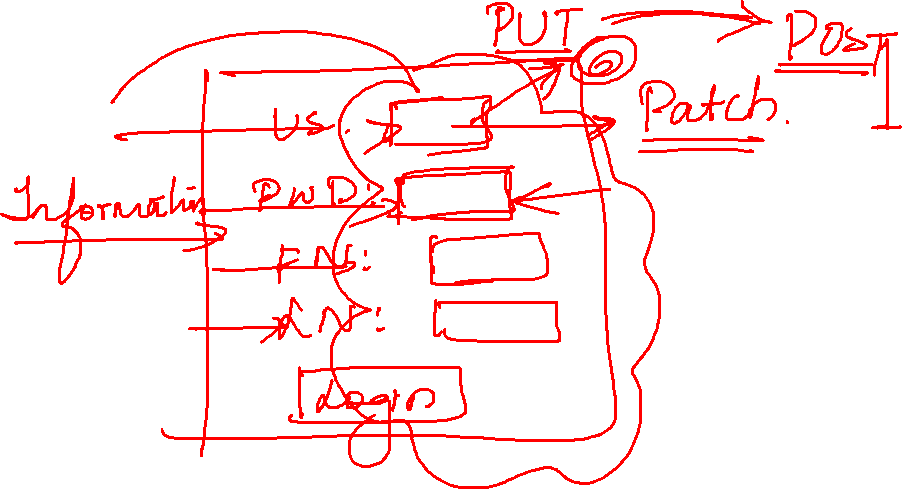 PUT
POST
US.
Patch.
Information
PWD:
FN:
LN:
Login